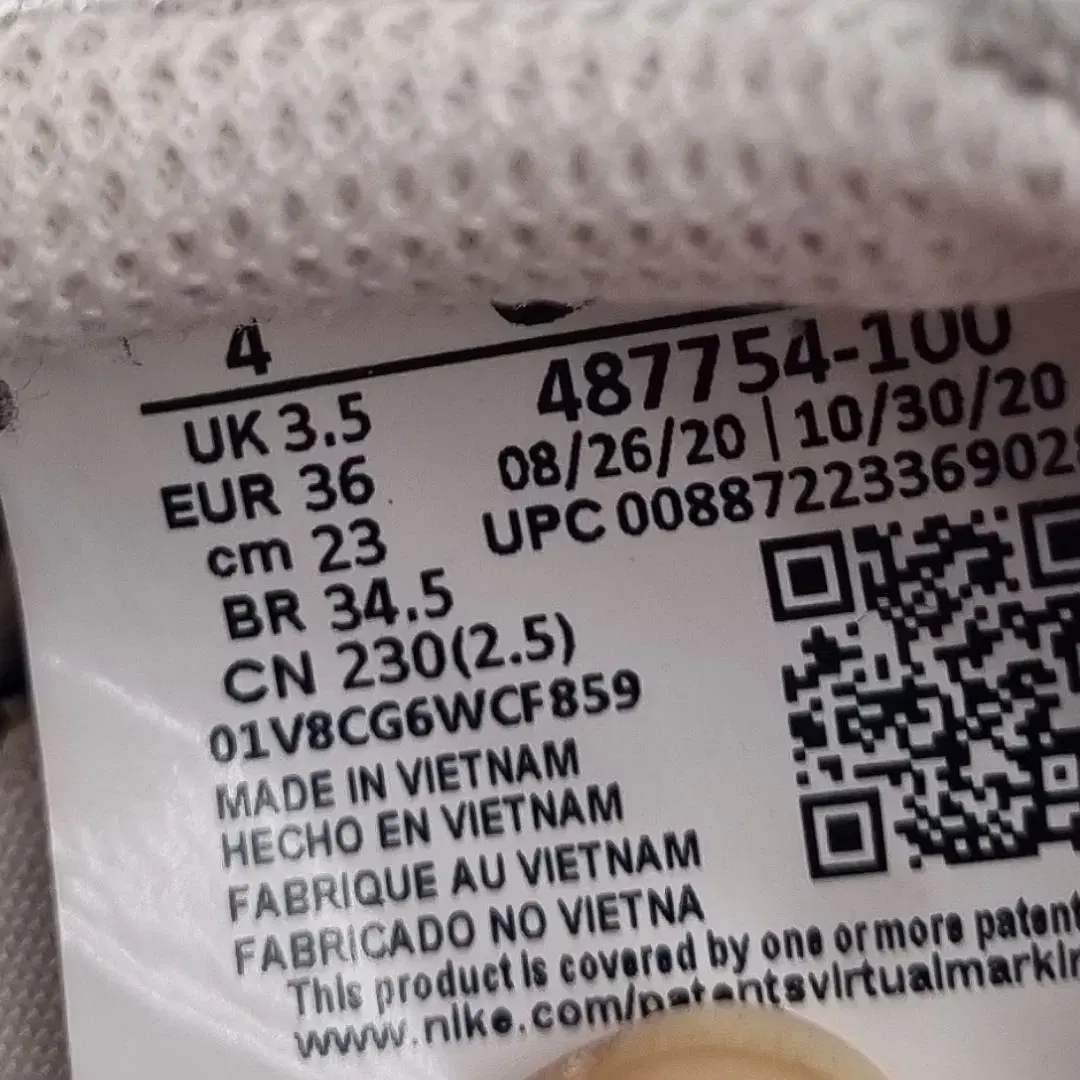 4
UK 3.5
EUR 36
cm 23
BR 34.5
CN 230(2.5)
01V8CG6WCF859
MADE IN VIETNAM
HECHO EN VIETNAM
FABRIQUE AU VIETNAM
FABRICADO NO VIETNA
487754-100
08/26/20 | 10/30/20
UPC 00887223369028
This product is covered by one or more patent
www.nike.com/patentsvirtualmarkin